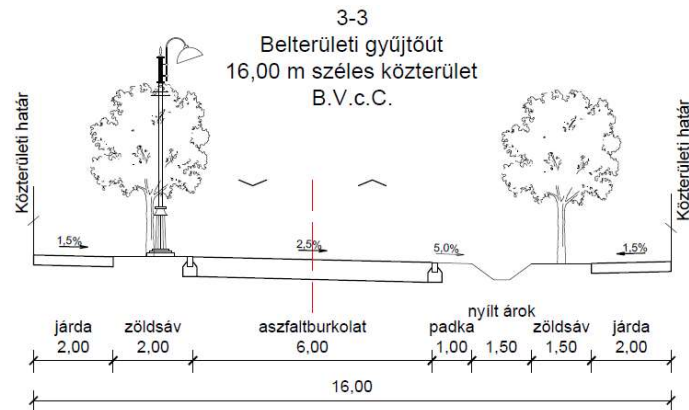 3-3
Belterületi gyűjtőút
16,00 m széles közterület
B.V.c.C.
Közterületi határ
Közterületi határ
1,5%
2,5%
5,0%
1,5%
nyílt árok
járda
zöldsáv
aszfaltburkolat
padka
zöldsáv
járda
2,00
2,00
6,00
1,00
1,50
1,50
2,00
16,00